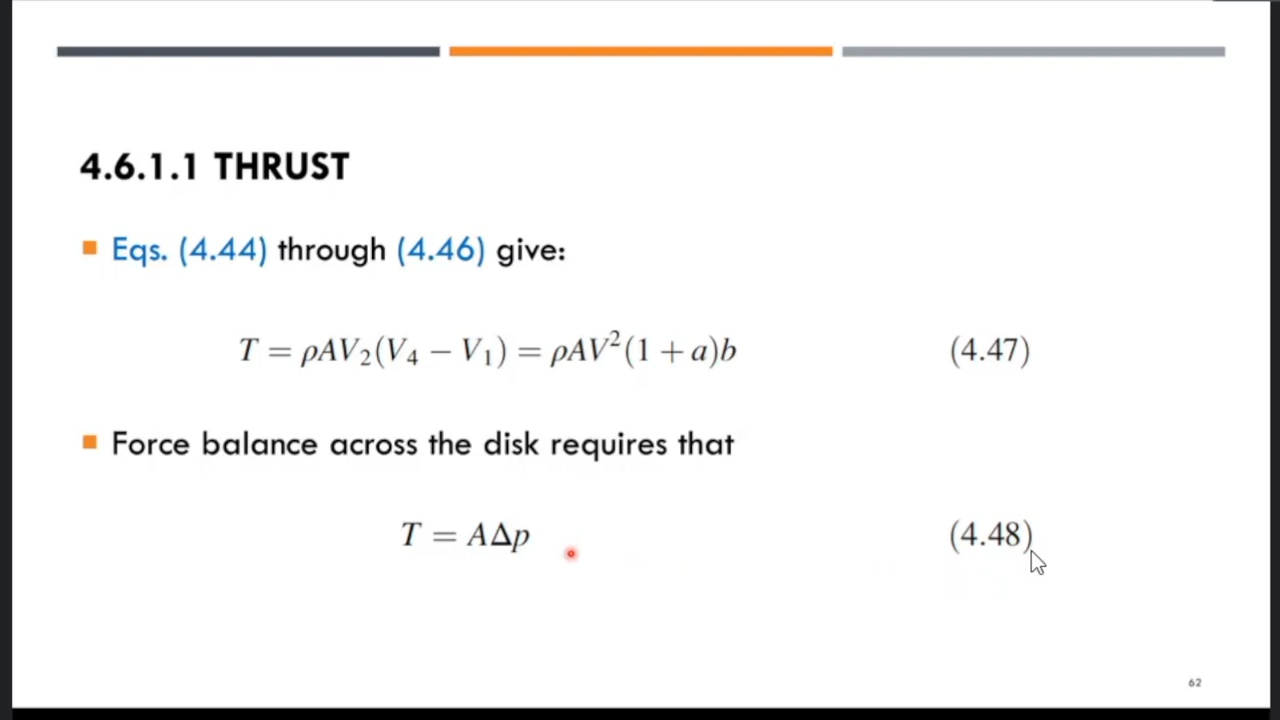 4.6.1.1 THRUST
Eqs. (4.44) through (4.46) give:
T = ρAV₂(V₄ − V₁) = ρAV²(1 + a)b (4.47)
Force balance across the disk requires that
T = AΔp (4.48)
62